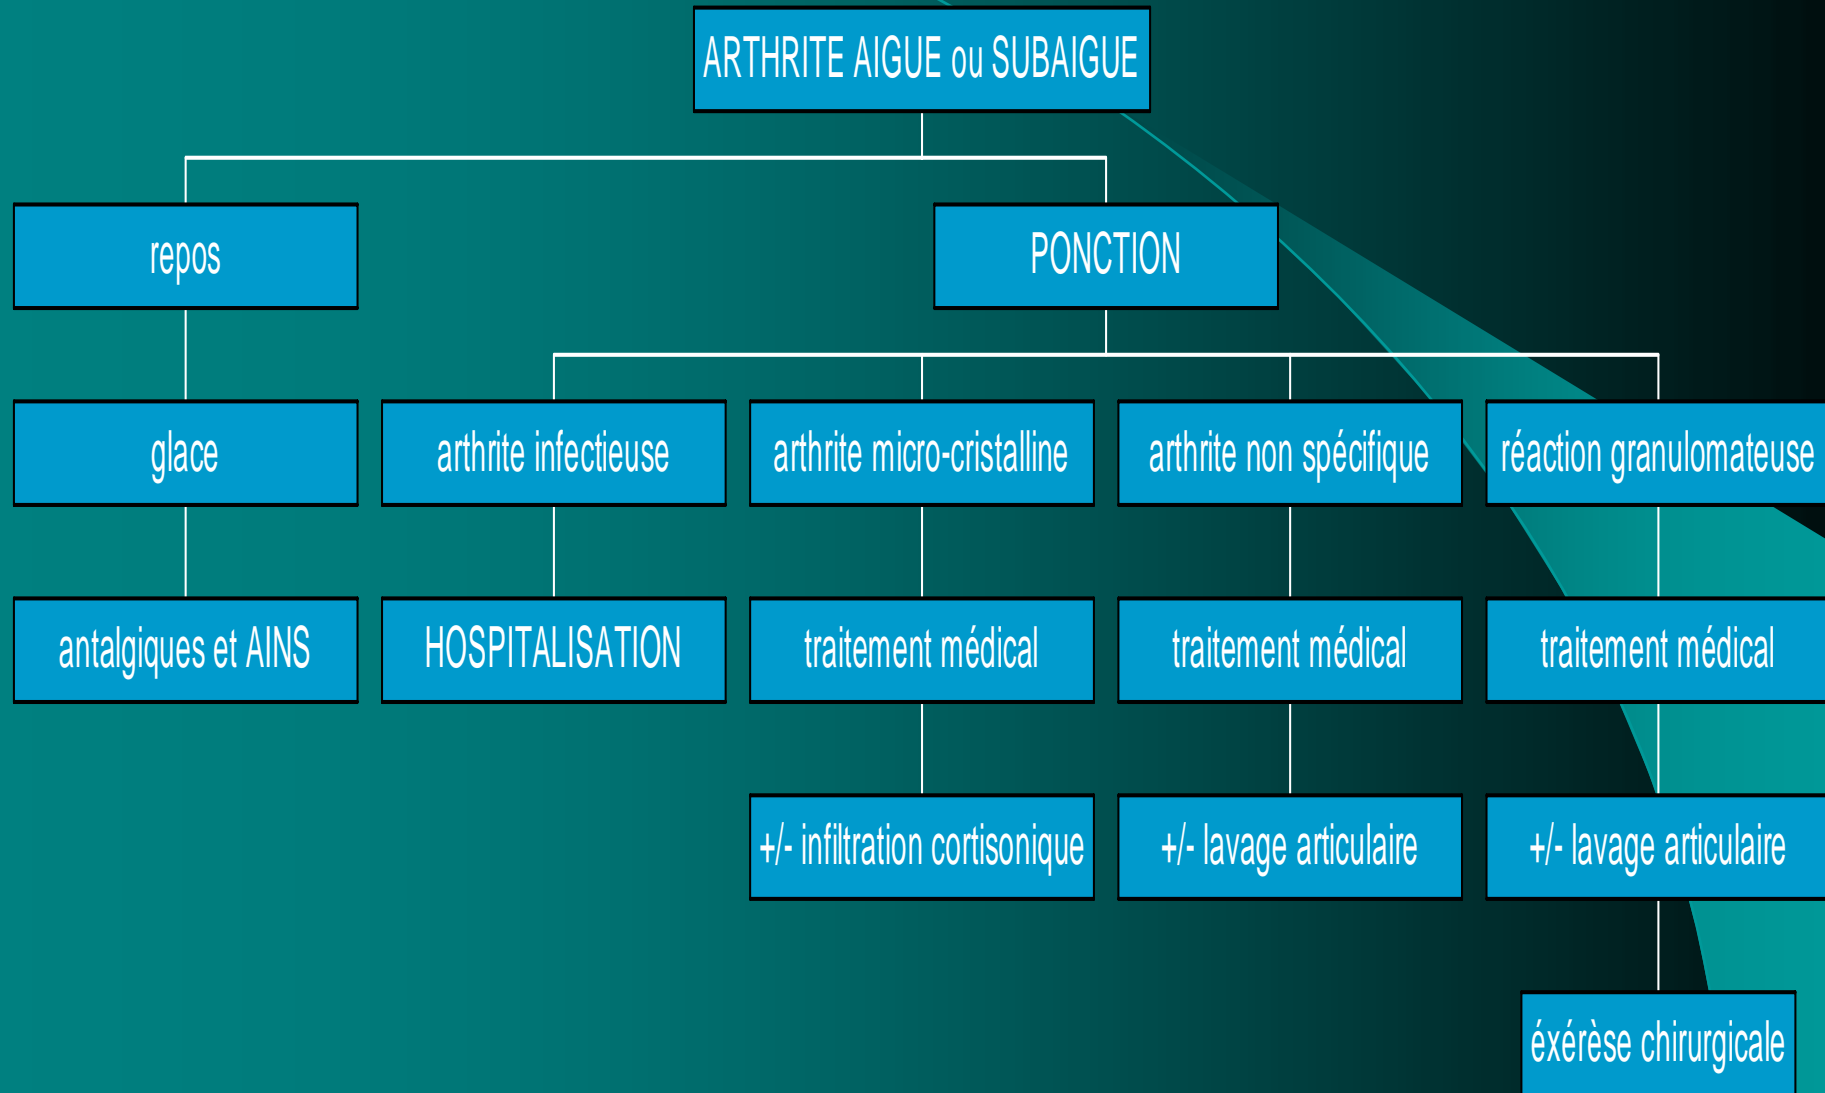 ARTHRITE AIGUE ou SUBAIGUE
repos
PONCTION
glace
arthrite infectieuse
arthrite micro-cristalline
arthrite non spécifique
réaction granulomateuse
antalgiques et AINS
HOSPITALISATION
traitement médical
traitement médical
traitement médical
+/- infiltration cortisonique
+/- lavage articulaire
+/- lavage articulaire
éxérèse chirurgicale